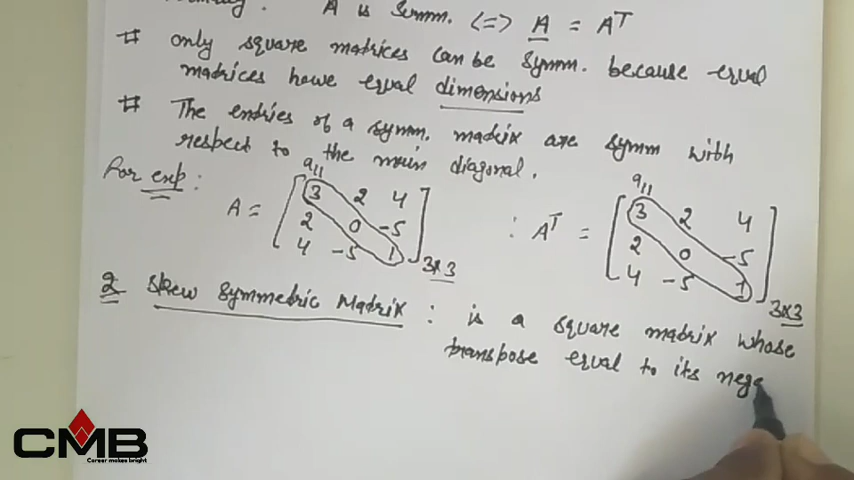 A is Symm. <=> A = Aᵀ
# only square matrices can be symm. because equal
matrices have equal dimensions
# The entries of a symm. matrix are symm with
respect to the main diagonal.
For exp :
a11
A = [ 3 2 4
2 0 -5
4 -5 1 ] 3×3
: Aᵀ =
a11
[ 3 2 4
2 0 -5
4 -5 1 ] 3×3
2 Skew Symmetric Matrix : is a square matrix whose
transpose equal to its nege
CMB
Career makes bright